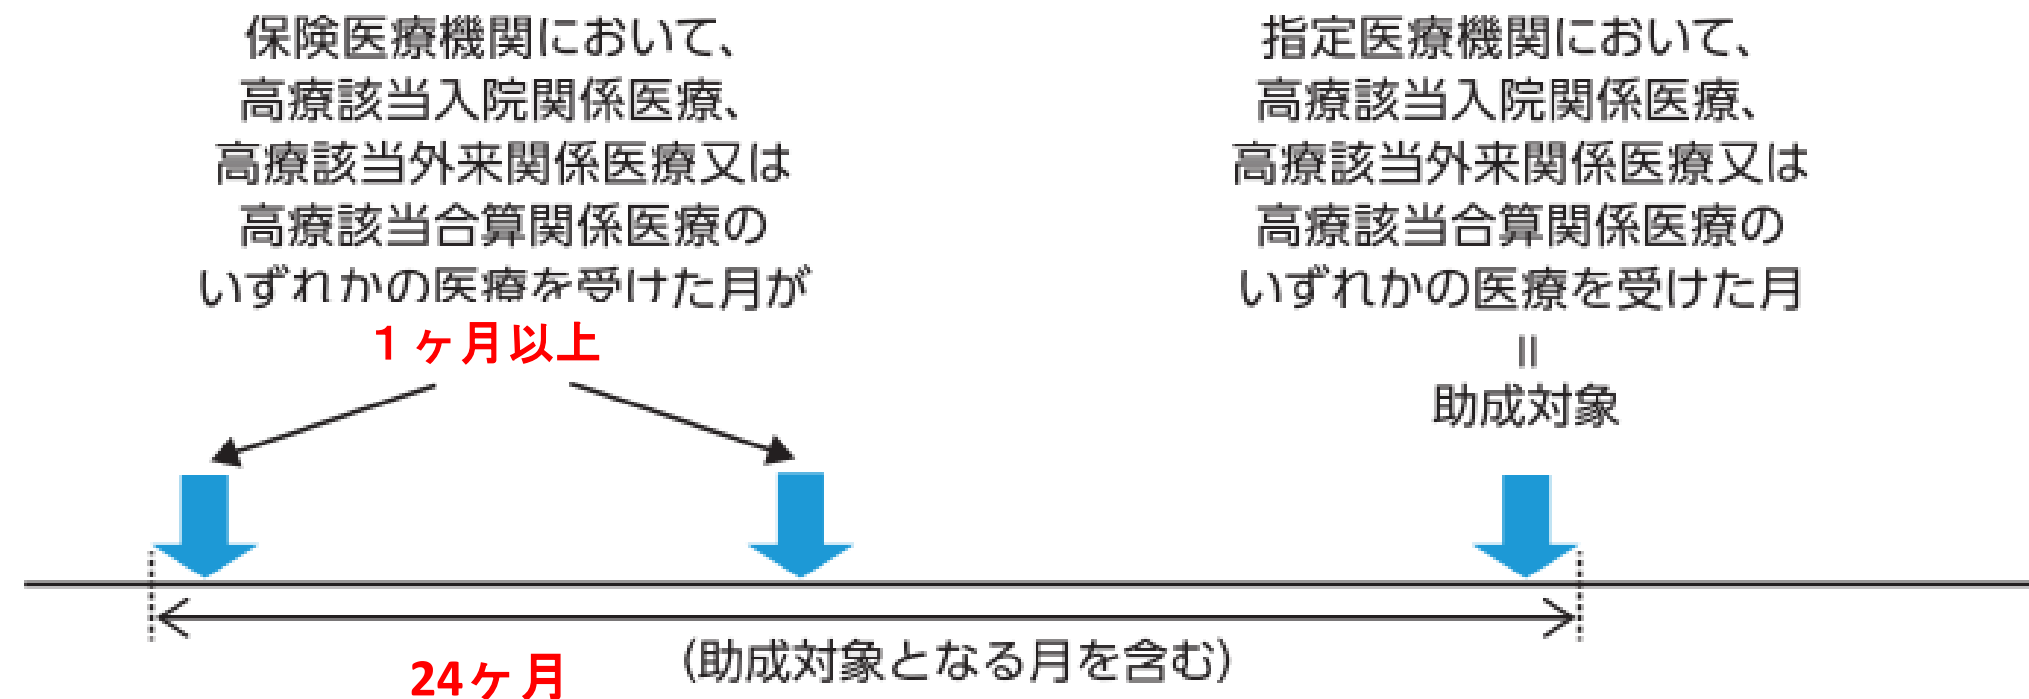 保険医療機関において、
高療該当入院関係医療、
高療該当外来関係医療又は
高療該当合算関係医療の
いずれかの医療を受けた月が
１ヶ月以上
指定医療機関において、
高療該当入院関係医療、
高療該当外来関係医療又は
高療該当合算関係医療の
いずれかの医療を受けた月
＝
助成対象
24ヶ月
（助成対象となる月を含む）